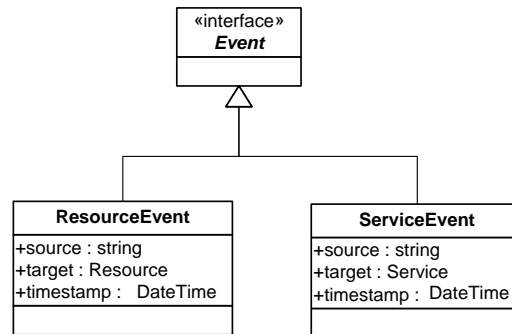 «interface»
Event
ResourceEvent
+source : string
+target : Resource
+timestamp : DateTime
ServiceEvent
+source : string
+target : Service
+timestamp : DateTime